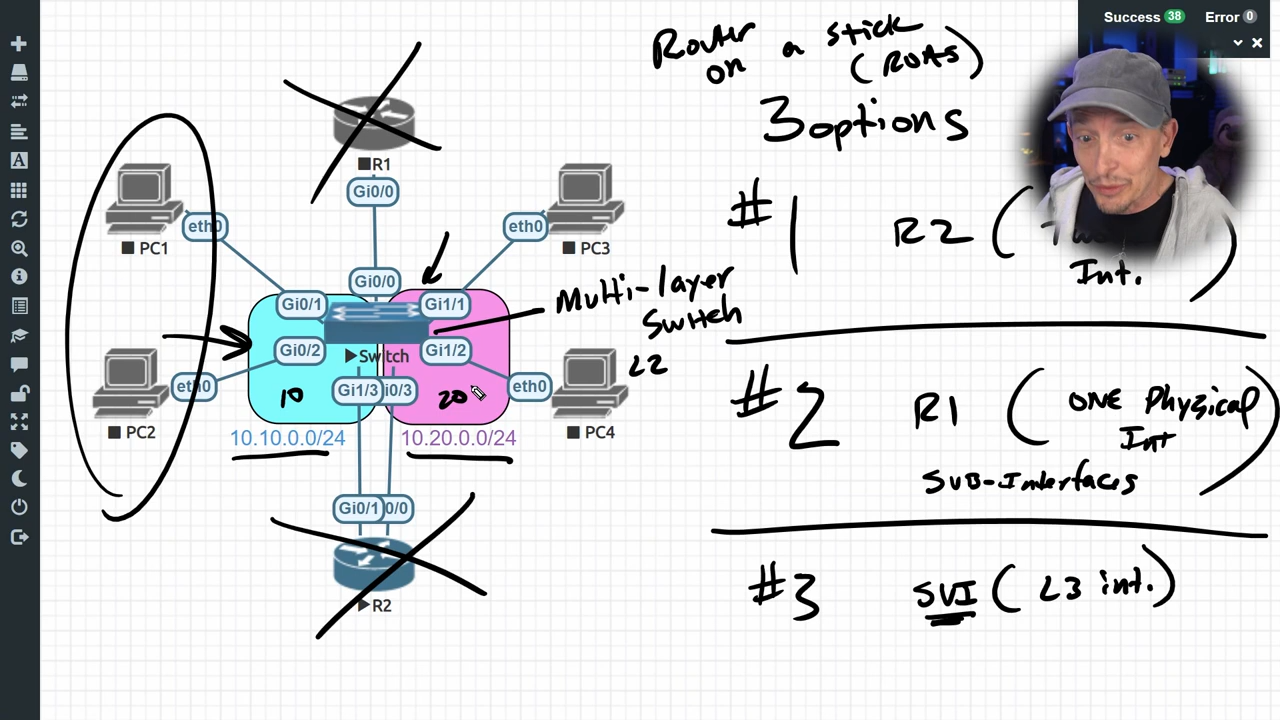 Success 38 Error 0
Router on a stick (ROAS)
3 options
#1 R2 (
Int. )
#2 R1 ( ONE Physical Int )
Sub-Interfaces
#3 SVI ( L3 int. )
R1
Gi0/0
PC1
eth0
PC3
eth0
Gi0/0
Gi0/1
Gi1/1
Multi-layer Switch
L2
Gi0/2
Gi1/2
Switch
PC2
eth0
PC4
eth0
10
20
Gi1/3
i0/3
10.10.0.0/24
10.20.0.0/24
Gi0/1
0/0
R2